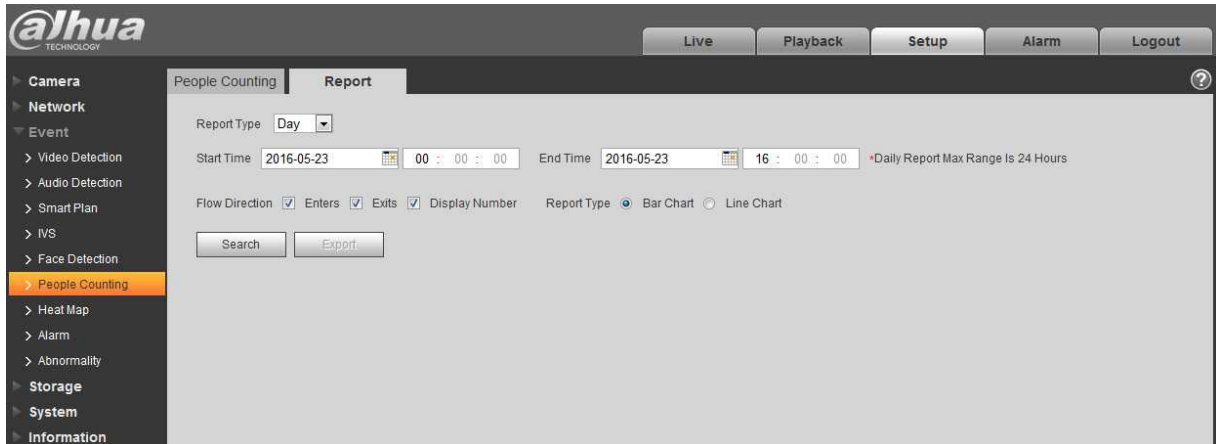 alhua
TECHNOLOGY
Live Playback Setup Alarm Logout
Camera
Network
Event
Video Detection
Audio Detection
Smart Plan
IVS
Face Detection
People Counting
Heat Map
Alarm
Abnormality
Storage
System
Information
People Counting Report
Report Type Day
Start Time 2016-05-23 00 : 00 : 00 End Time 2016-05-23 16 : 00 : 00 *Daily Report Max Range Is 24 Hours
Flow Direction Enters Exits Display Number Report Type Bar Chart Line Chart
Search Export
?